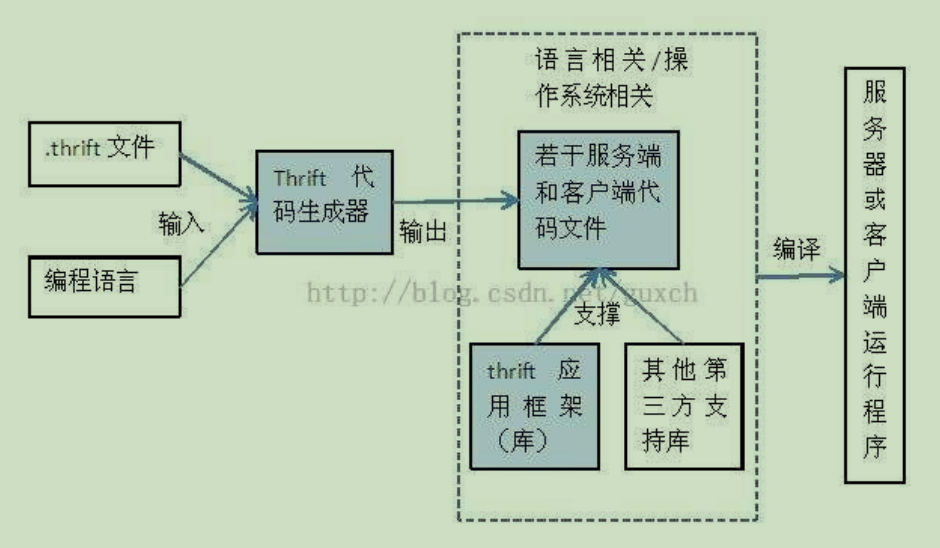 语言相关/操
作系统相关
.thrift 文件
编程语言
输入
Thrift 代
码生成器
输出
若干服务端
和客户端代
码文件
支撑
thrift 应
用框架
（库）
其他第
三方支
持库
编译
服
务
器
或
客
户
端
运
行
程
序
http://blog.csdn.net/guxch